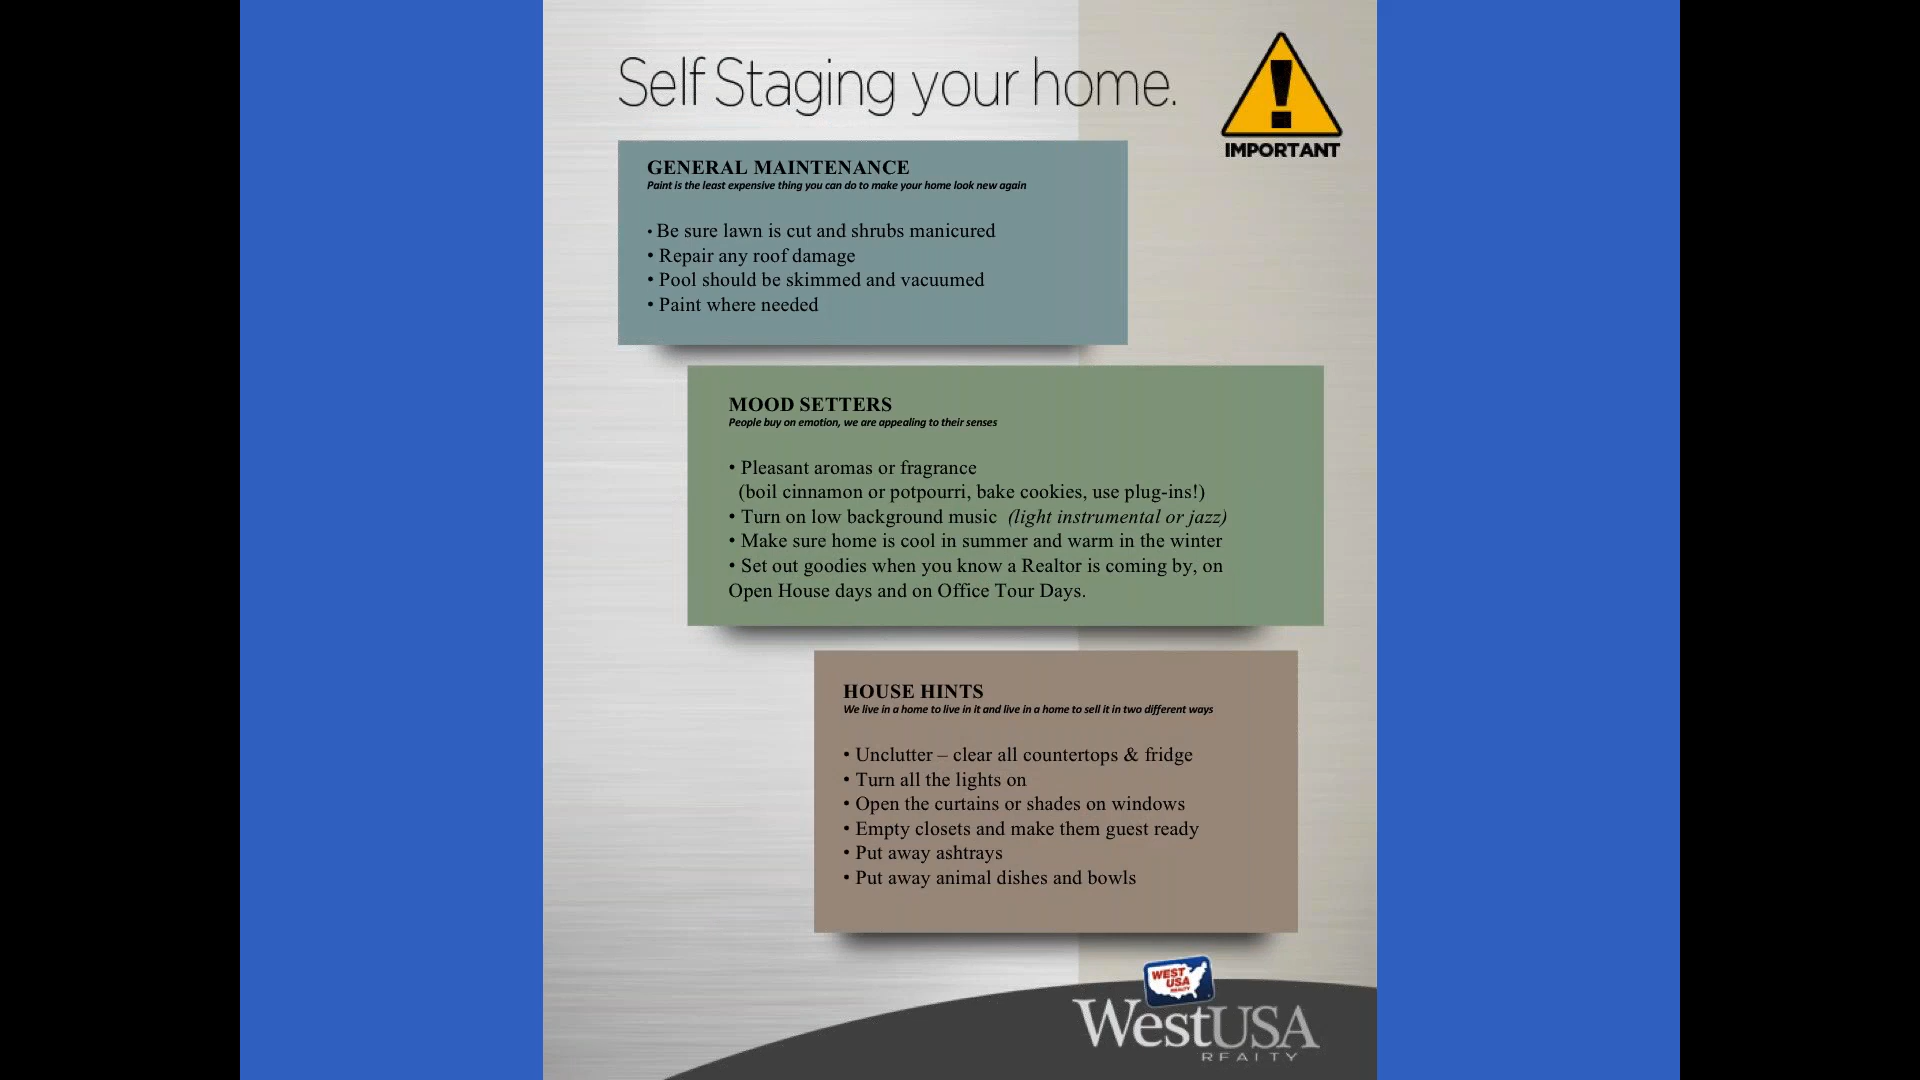 Self Staging your home.
IMPORTANT
GENERAL MAINTENANCE
Paint is the least expensive thing you can do to make your home look new again
• Be sure lawn is cut and shrubs manicured
• Repair any roof damage
• Pool should be skimmed and vacuumed
• Paint where needed
MOOD SETTERS
People buy on emotion, we are appealing to their senses
• Pleasant aromas or fragrance
(boil cinnamon or potpourri, bake cookies, use plug-ins!)
• Turn on low background music (light instrumental or jazz)
• Make sure home is cool in summer and warm in the winter
• Set out goodies when you know a Realtor is coming by, on
Open House days and on Office Tour Days.
HOUSE HINTS
We live in a home to live in it and live in a home to sell it in two different ways
• Unclutter – clear all countertops & fridge
• Turn all the lights on
• Open the curtains or shades on windows
• Empty closets and make them guest ready
• Put away ashtrays
• Put away animal dishes and bowls
WEST
USA
REALTY
WestUSA
REALTY